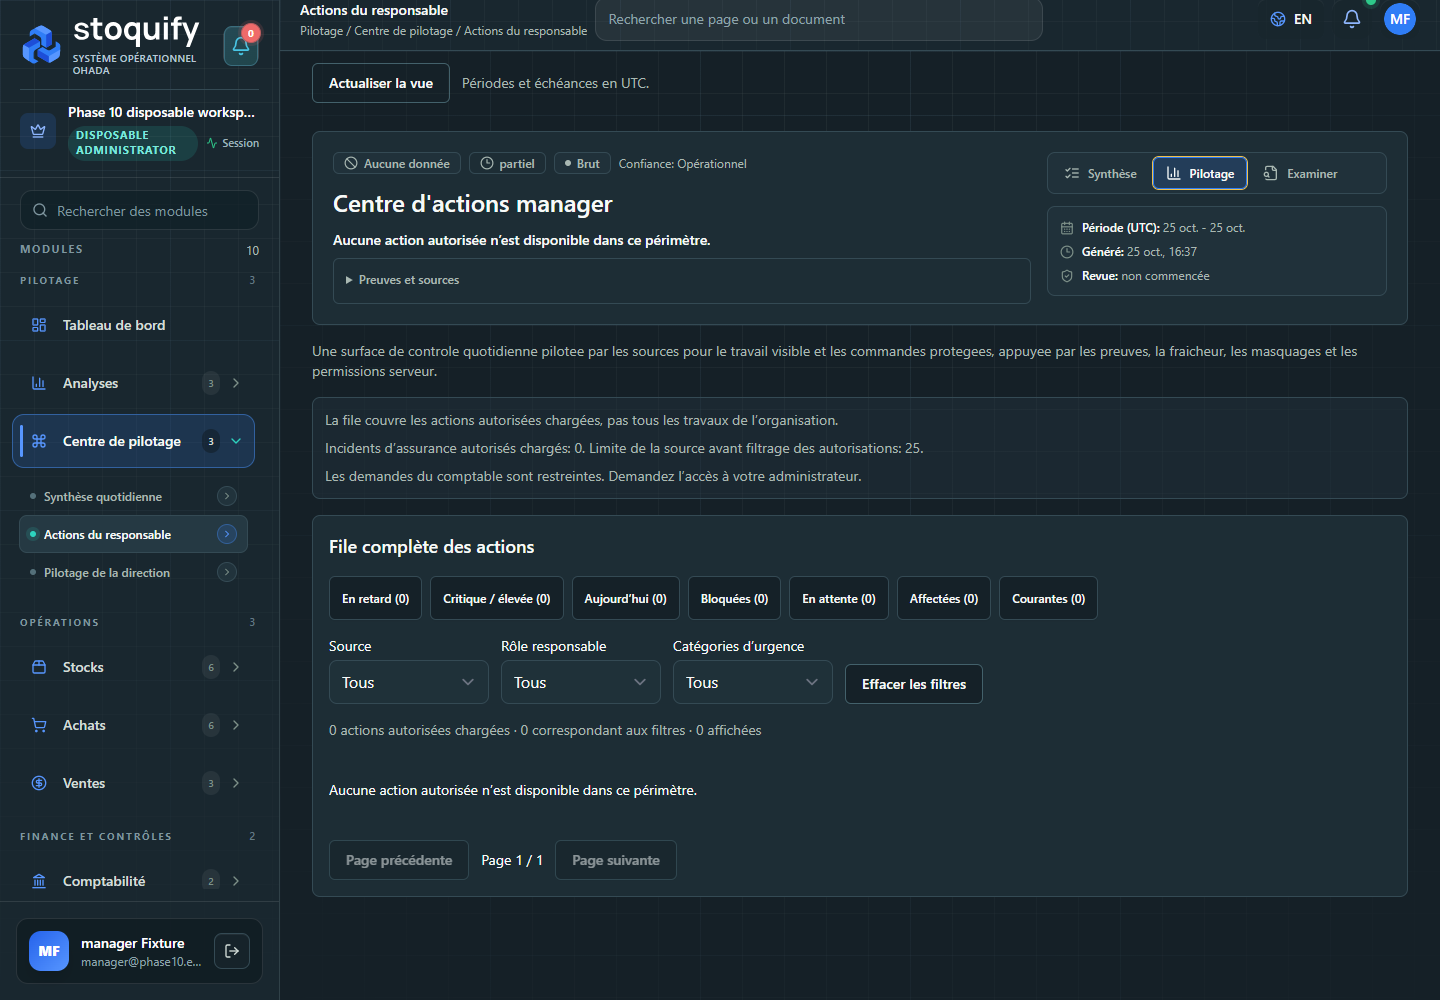 stoquify
SYSTÈME OPÉRATIONNEL
OHADA
0
Phase 10 disposable worksp...
DISPOSABLE
ADMINISTRATOR
Session
Rechercher des modules
MODULES 10
PILOTAGE 3
Tableau de bord
Analyses 3
Centre de pilotage 3
Synthèse quotidienne
Actions du responsable
Pilotage de la direction
OPÉRATIONS 3
Stocks 6
Achats 6
Ventes 3
FINANCE ET CONTRÔLES 2
Comptabilité 2
MF
manager Fixture
manager@phase10.e...
Actions du responsable
Pilotage / Centre de pilotage / Actions du responsable
Rechercher une page ou un document
EN
MF
Actualiser la vue
Périodes et échéances en UTC.
Aucune donnée
partiel
Brut
Confiance: Opérationnel
Centre d'actions manager
Aucune action autorisée n’est disponible dans ce périmètre.
Preuves et sources
Synthèse
Pilotage
Examiner
Période (UTC): 25 oct. - 25 oct.
Généré: 25 oct., 16:37
Revue: non commencée
Une surface de controle quotidienne pilotee par les sources pour le travail visible et les commandes protegees, appuyee par les preuves, la fraicheur, les masquages et les
permissions serveur.
La file couvre les actions autorisées chargées, pas tous les travaux de l’organisation.
Incidents d’assurance autorisés chargés: 0. Limite de la source avant filtrage des autorisations: 25.
Les demandes du comptable sont restreintes. Demandez l’accès à votre administrateur.
File complète des actions
En retard (0)
Critique / élevée (0)
Aujourd’hui (0)
Bloquées (0)
En attente (0)
Affectées (0)
Courantes (0)
Source
Tous
Rôle responsable
Tous
Catégories d’urgence
Tous
Effacer les filtres
0 actions autorisées chargées · 0 correspondant aux filtres · 0 affichées
Aucune action autorisée n’est disponible dans ce périmètre.
Page précédente
Page 1 / 1
Page suivante